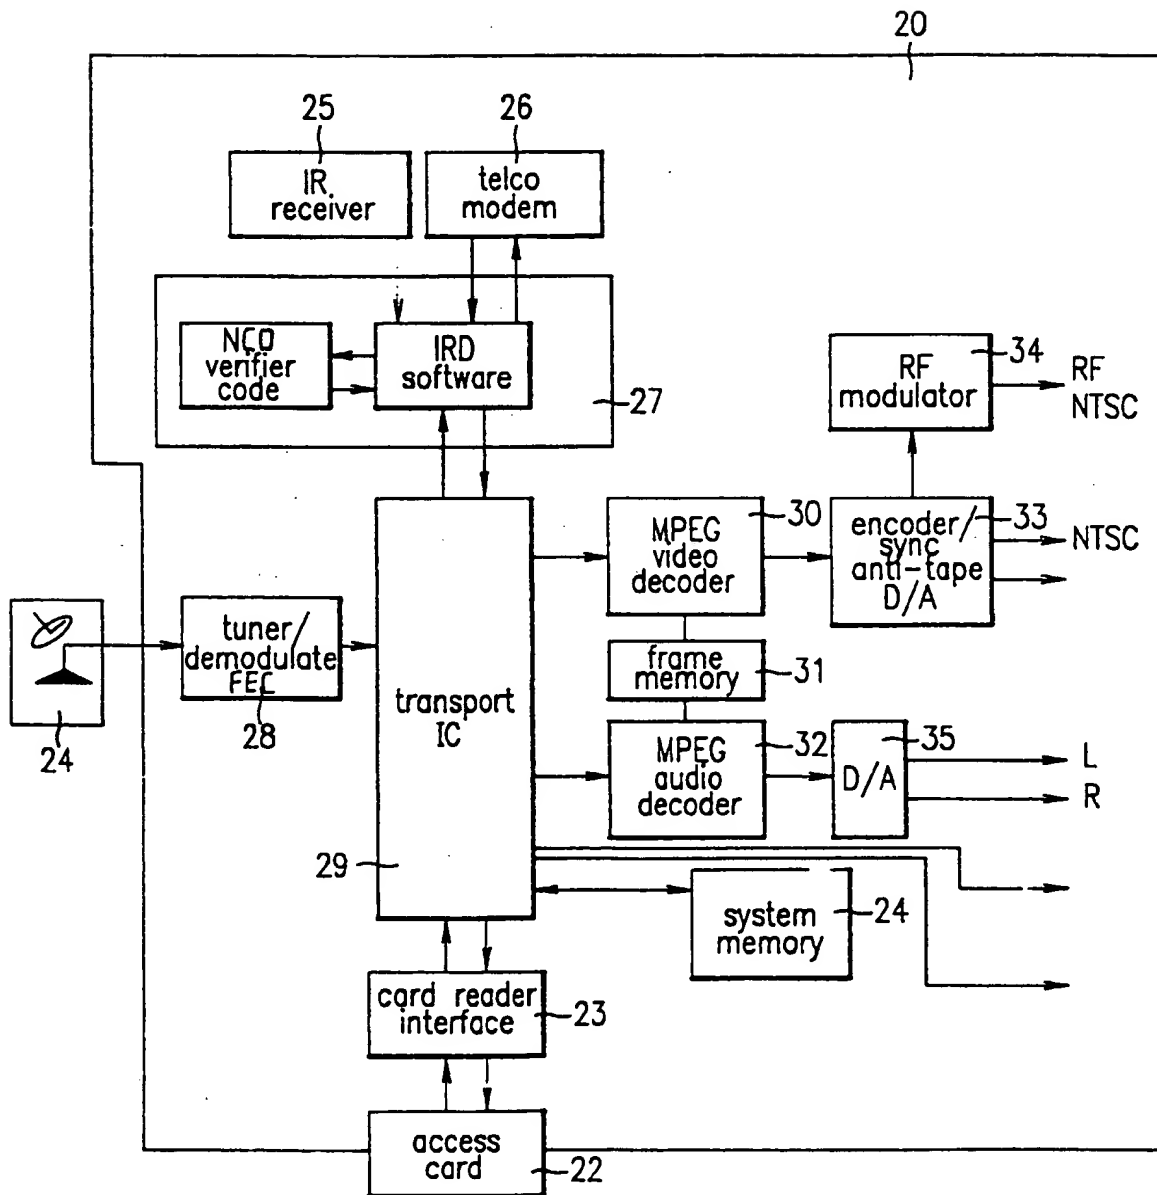 20
25
26
IR
receiver
telco
modem
NCO
verifier
code
IRD
software
27
RF
modulator
34
RF
NTSC
MPEG
video
decoder
30
encoder/
sync
anti-tape
D/A
33
NTSC
tuner/
demodulate
FEC
28
24
transport
IC
29
frame
memory
31
MPEG
audio
decoder
32
35
D/A
L
R
system
memory
24
card reader
interface
23
access
card
22